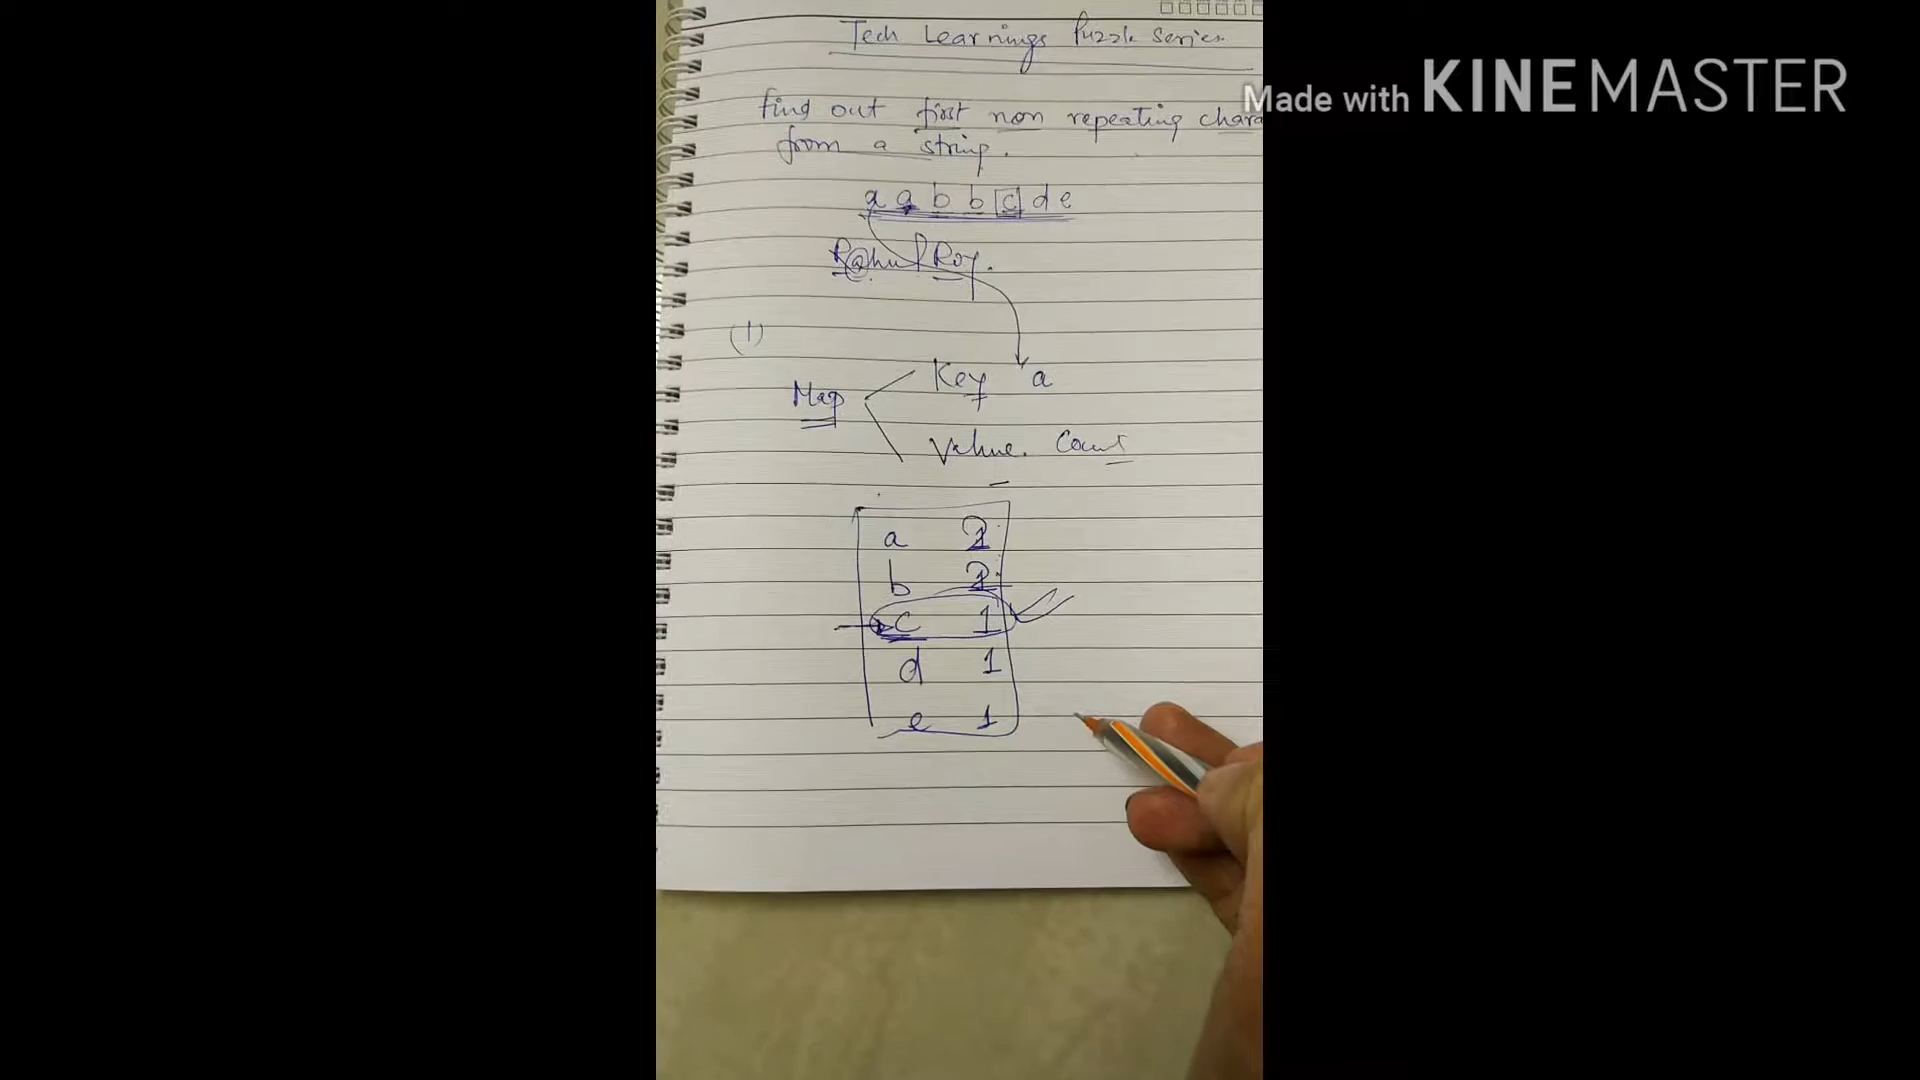 Tech Learnings Puzzle Series.
Made with KINEMASTER
Find out first non repeating chara
from a string.
a a b b c d e
Rahul Roy.
(1)
Key a
Map
Value. Count
a 2
b 2
c 1
d 1
e 1